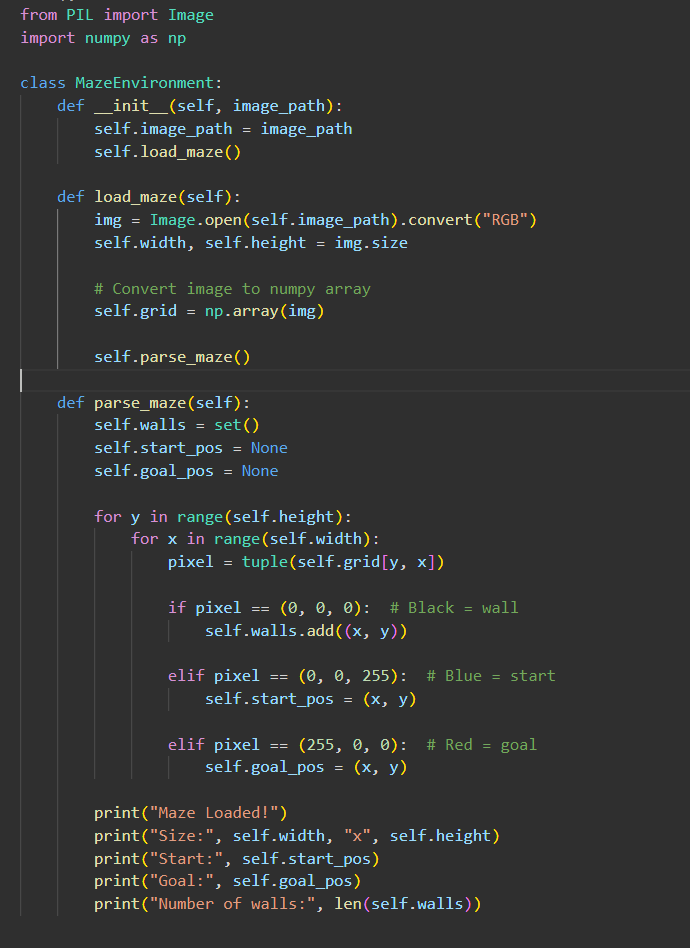 from PIL import Image
import numpy as np

class MazeEnvironment:
    def __init__(self, image_path):
        self.image_path = image_path
        self.load_maze()

    def load_maze(self):
        img = Image.open(self.image_path).convert("RGB")
        self.width, self.height = img.size

        # Convert image to numpy array
        self.grid = np.array(img)

        self.parse_maze()

    def parse_maze(self):
        self.walls = set()
        self.start_pos = None
        self.goal_pos = None

        for y in range(self.height):
            for x in range(self.width):
                pixel = tuple(self.grid[y, x])

                if pixel == (0, 0, 0):  # Black = wall
                    self.walls.add((x, y))

                elif pixel == (0, 0, 255):  # Blue = start
                    self.start_pos = (x, y)

                elif pixel == (255, 0, 0):  # Red = goal
                    self.goal_pos = (x, y)

        print("Maze Loaded!")
        print("Size:", self.width, "x", self.height)
        print("Start:", self.start_pos)
        print("Goal:", self.goal_pos)
        print("Number of walls:", len(self.walls))